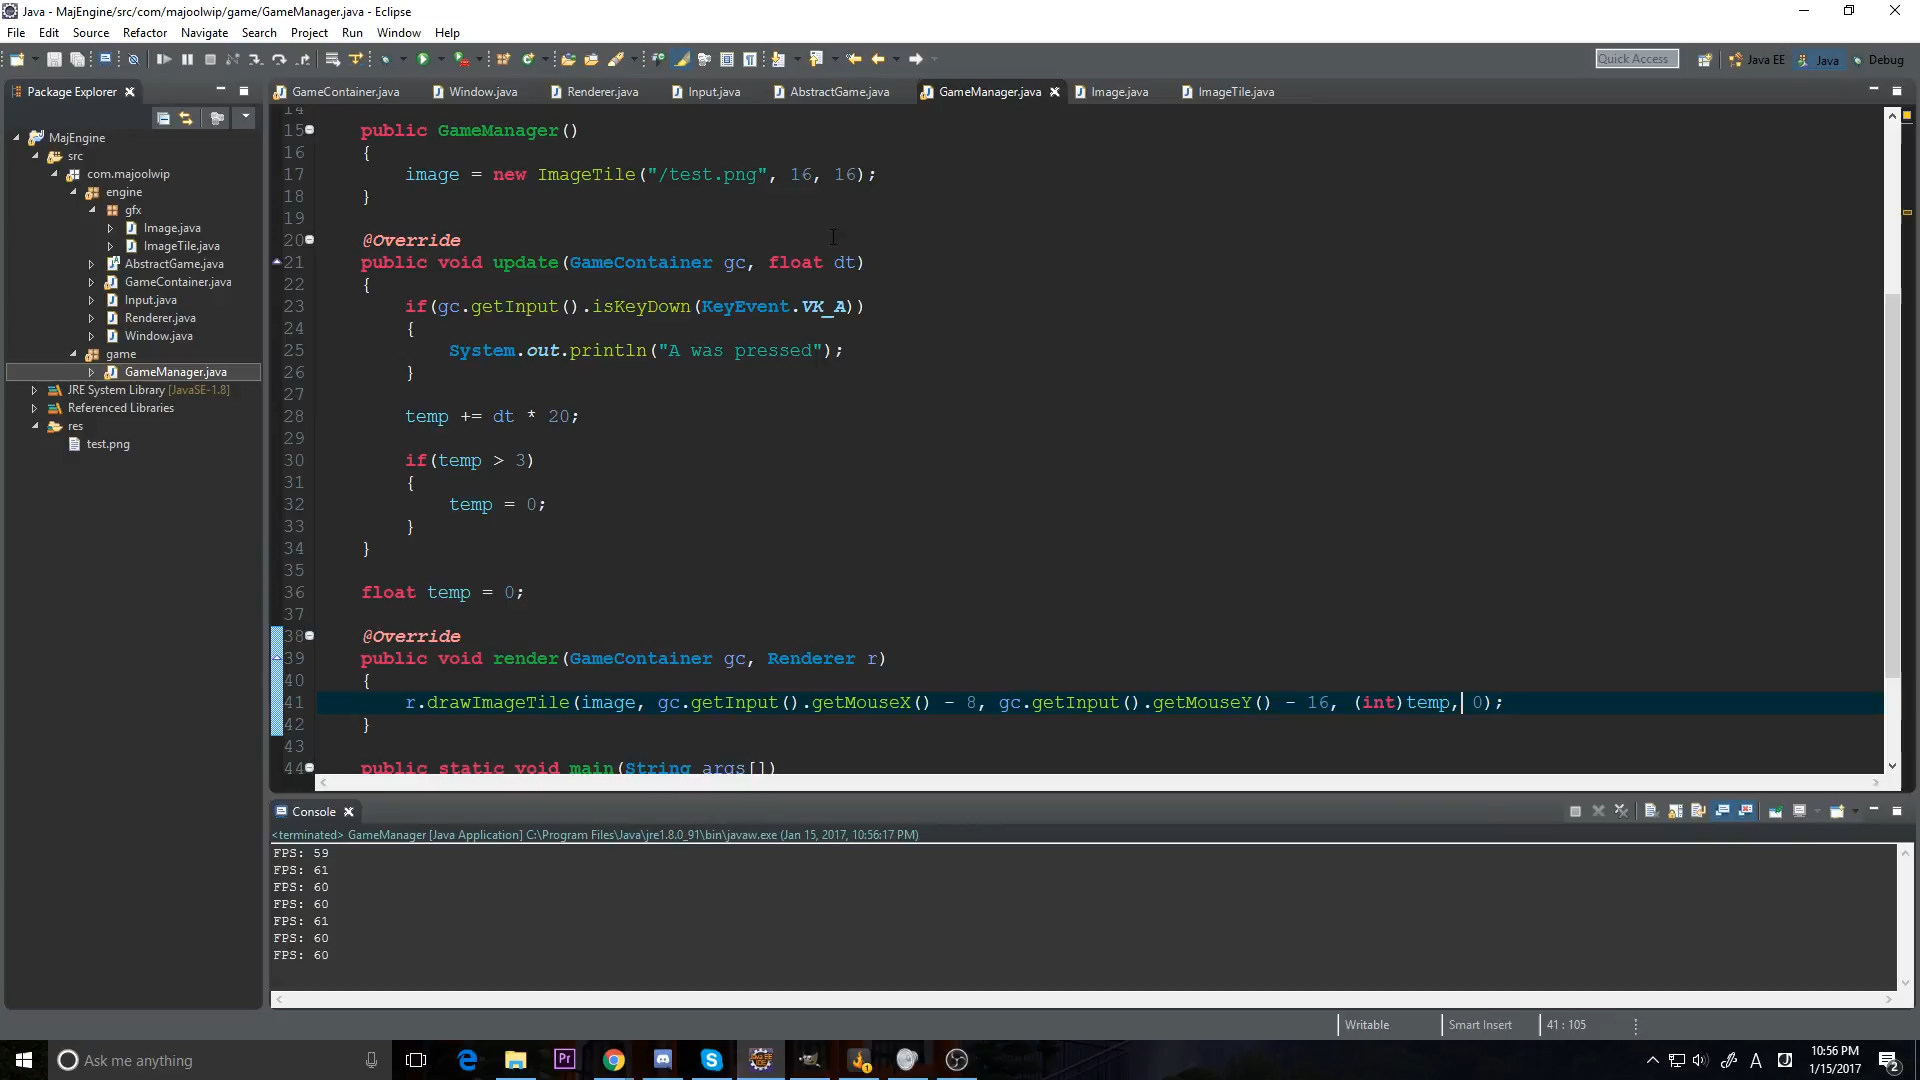 Java - MajEngine/src/com/majoolwip/game/GameManager.java - Eclipse
File Edit Source Refactor Navigate Search Project Run Window Help
Quick Access Java EE Java Debug
Package Explorer
GameContainer.java Window.java Renderer.java Input.java AbstractGame.java GameManager.java Image.java ImageTile.java
MajEngine
src
com.majoolwip
engine
gfx
Image.java
ImageTile.java
AbstractGame.java
GameContainer.java
Input.java
Renderer.java
Window.java
game
GameManager.java
JRE System Library [JavaSE-1.8]
Referenced Libraries
res
test.png
14
15 public GameManager()
16 {
17 image = new ImageTile("/test.png", 16, 16);
18 }
19
20 @Override
21 public void update(GameContainer gc, float dt)
22 {
23 if(gc.getInput().isKeyDown(KeyEvent.VK_A))
24 {
25 System.out.println("A was pressed");
26 }
27
28 temp += dt * 20;
29
30 if(temp > 3)
31 {
32 temp = 0;
33 }
34 }
35
36 float temp = 0;
37
38 @Override
39 public void render(GameContainer gc, Renderer r)
40 {
41 r.drawImageTile(image, gc.getInput().getMouseX() - 8, gc.getInput().getMouseY() - 16, (int)temp, 0);
42 }
43
44 public static void main(String args[])
Console
<terminated> GameManager [Java Application] C:\Program Files\Java\jre1.8.0_91\bin\javaw.exe (Jan 15, 2017, 10:56:17 PM)
FPS: 59
FPS: 61
FPS: 60
FPS: 60
FPS: 61
FPS: 60
FPS: 60
Writable Smart Insert 41 : 105
Ask me anything
10:56 PM
1/15/2017